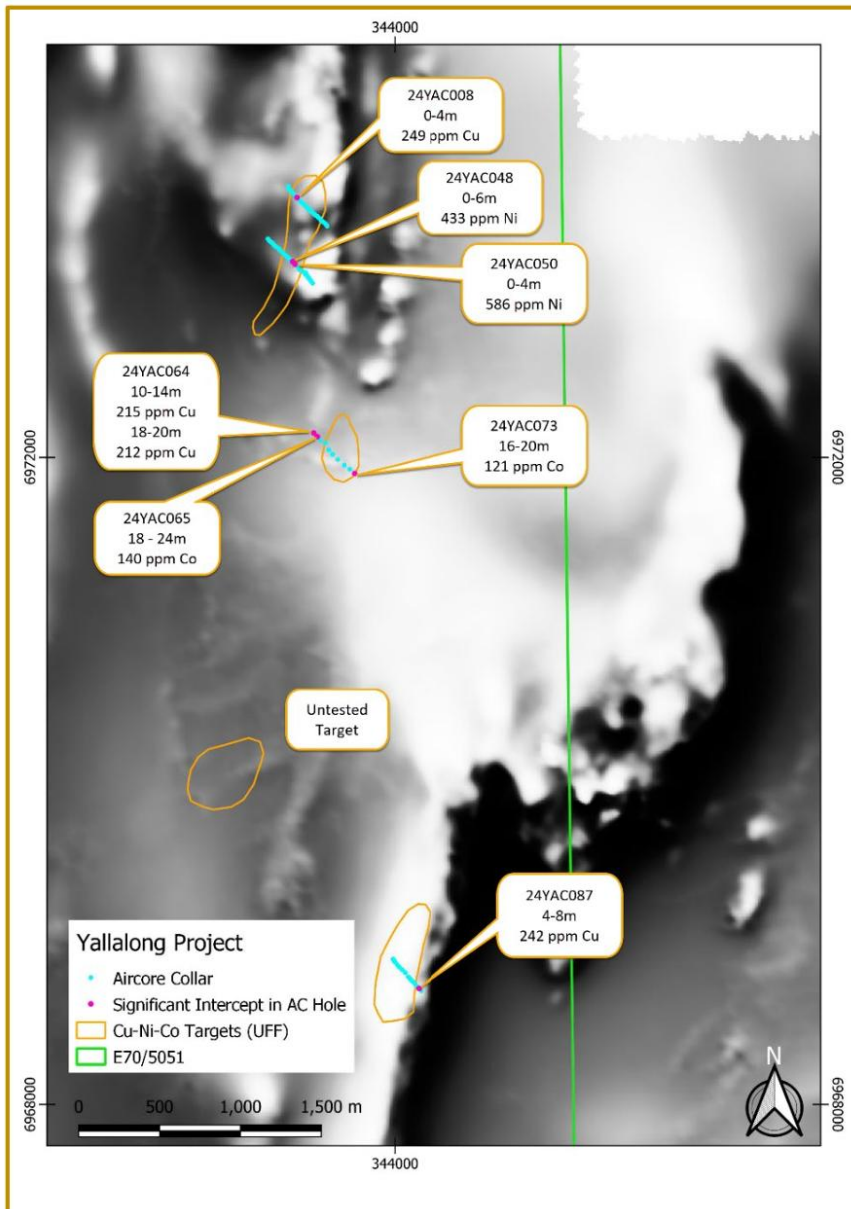 344000
24YAC008
0-4m
249 ppm Cu
24YAC048
0-6m
433 ppm Ni
24YAC050
0-4m
586 ppm Ni
24YAC064
10-14m
215 ppm Cu
18-20m
212 ppm Cu
24YAC073
16-20m
121 ppm Co
6972000
6972000
24YAC065
18 - 24m
140 ppm Co
Untested
Target
24YAC087
4-8m
242 ppm Cu
Yallalong Project
Aircore Collar
Significant Intercept in AC Hole
Cu-Ni-Co Targets (UFF)
E70/5051
0 500 1,000 1,500 m
N
6968000
6968000
344000